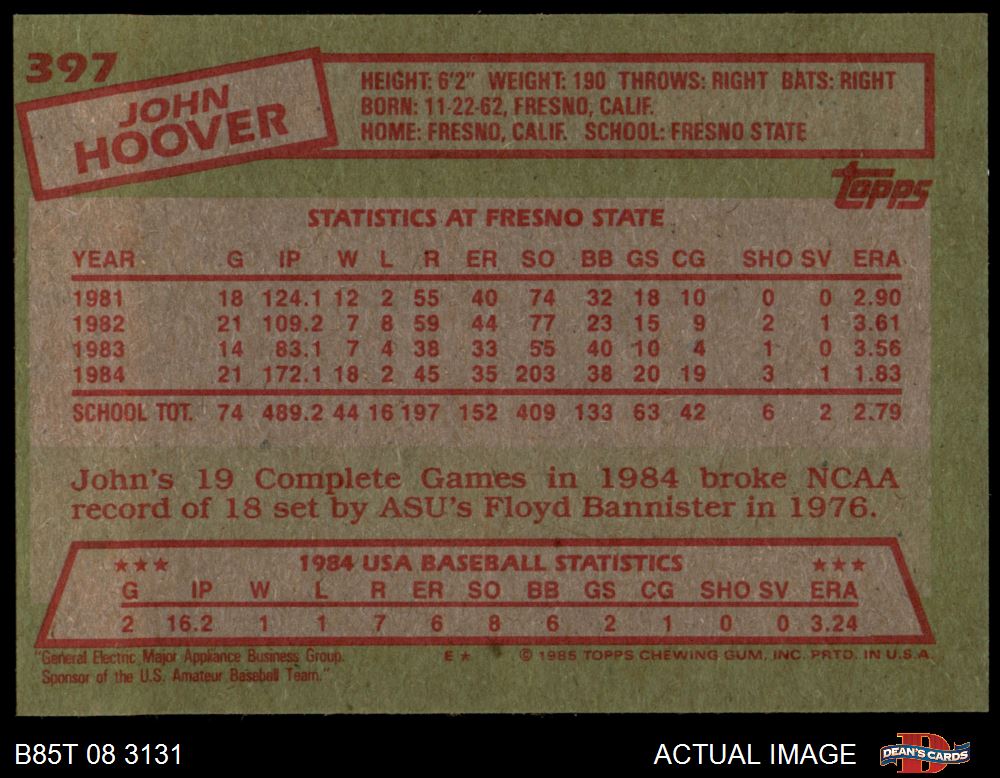 397
JOHN
HOOVER
HEIGHT: 6'2" WEIGHT: 190 THROWS: RIGHT BATS: RIGHT
BORN: 11-22-62, FRESNO, CALIF.
HOME: FRESNO, CALIF. SCHOOL: FRESNO STATE
topps
STATISTICS AT FRESNO STATE
YEAR G IP W L R ER SO BB GS CG SHO SV ERA
1981 18 124.1 12 2 55 40 74 32 18 10 0 0 2.90
1982 21 109.2 7 8 59 44 77 23 15 9 2 1 3.61
1983 14 83.1 7 4 38 33 55 40 10 4 1 0 3.56
1984 21 172.1 18 2 45 35 203 38 20 19 3 1 1.83
SCHOOL TOT. 74 489.2 44 16 197 152 409 133 63 42 6 2 2.79
John's 19 Complete Games in 1984 broke NCAA
record of 18 set by ASU's Floyd Bannister in 1976.
★★★ 1984 USA BASEBALL STATISTICS ★★★
G IP W L R ER SO BB GS CG SHO SV ERA
2 16.2 1 1 7 6 8 6 2 1 0 0 3.24
"General Electric Major Appliance Business Group. E★ © 1985 TOPPS CHEWING GUM, INC. PRTD. IN U.S.A.
Sponsor of the U.S. Amateur Baseball Team."
B85T 08 3131 ACTUAL IMAGE D DEAN'S CARDS